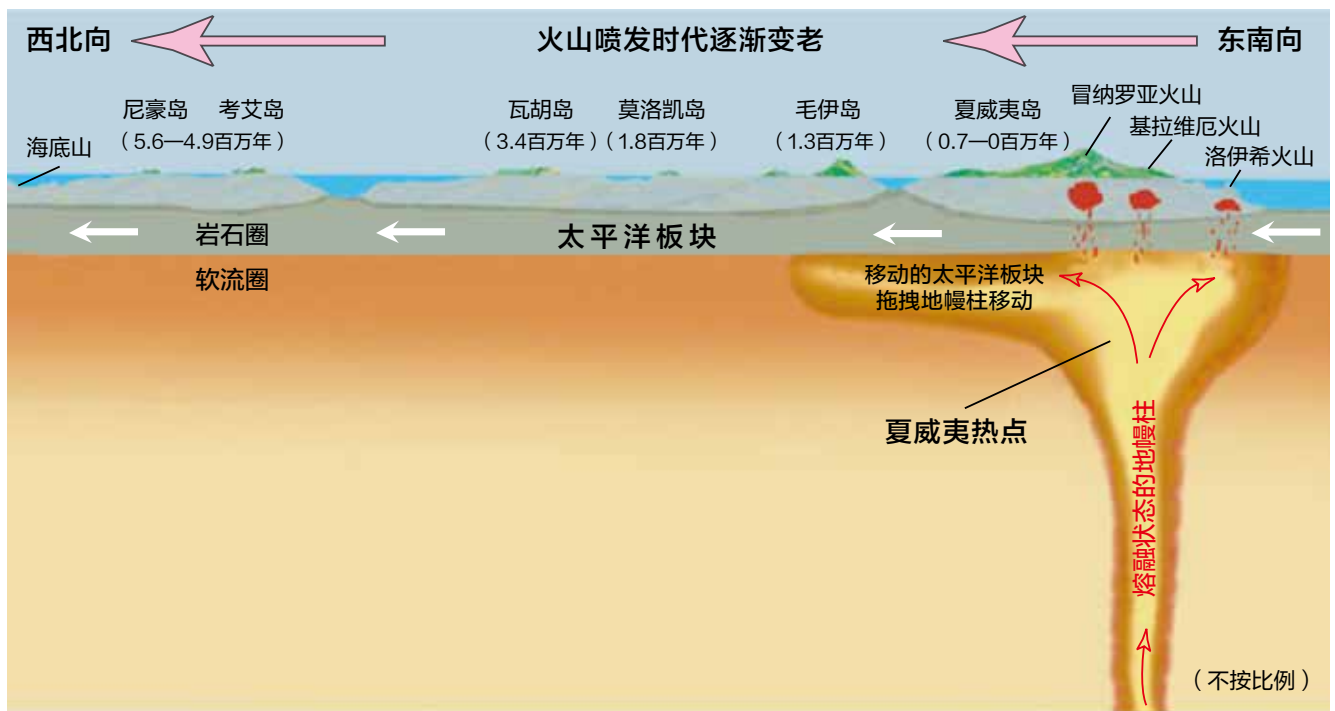 西北向
火山喷发时代逐渐变老
东南向
海底山
尼豪岛 考艾岛
（5.6—4.9百万年）
瓦胡岛
（3.4百万年）
莫洛凯岛
（1.8百万年）
毛伊岛
（1.3百万年）
夏威夷岛
（0.7—0百万年）
冒纳罗亚火山
基拉维厄火山
洛伊希火山
岩石圈
太平洋板块
软流圈
移动的太平洋板块
拖拽地幔柱移动
夏威夷热点
熔融状态的地幔柱
（不按比例）